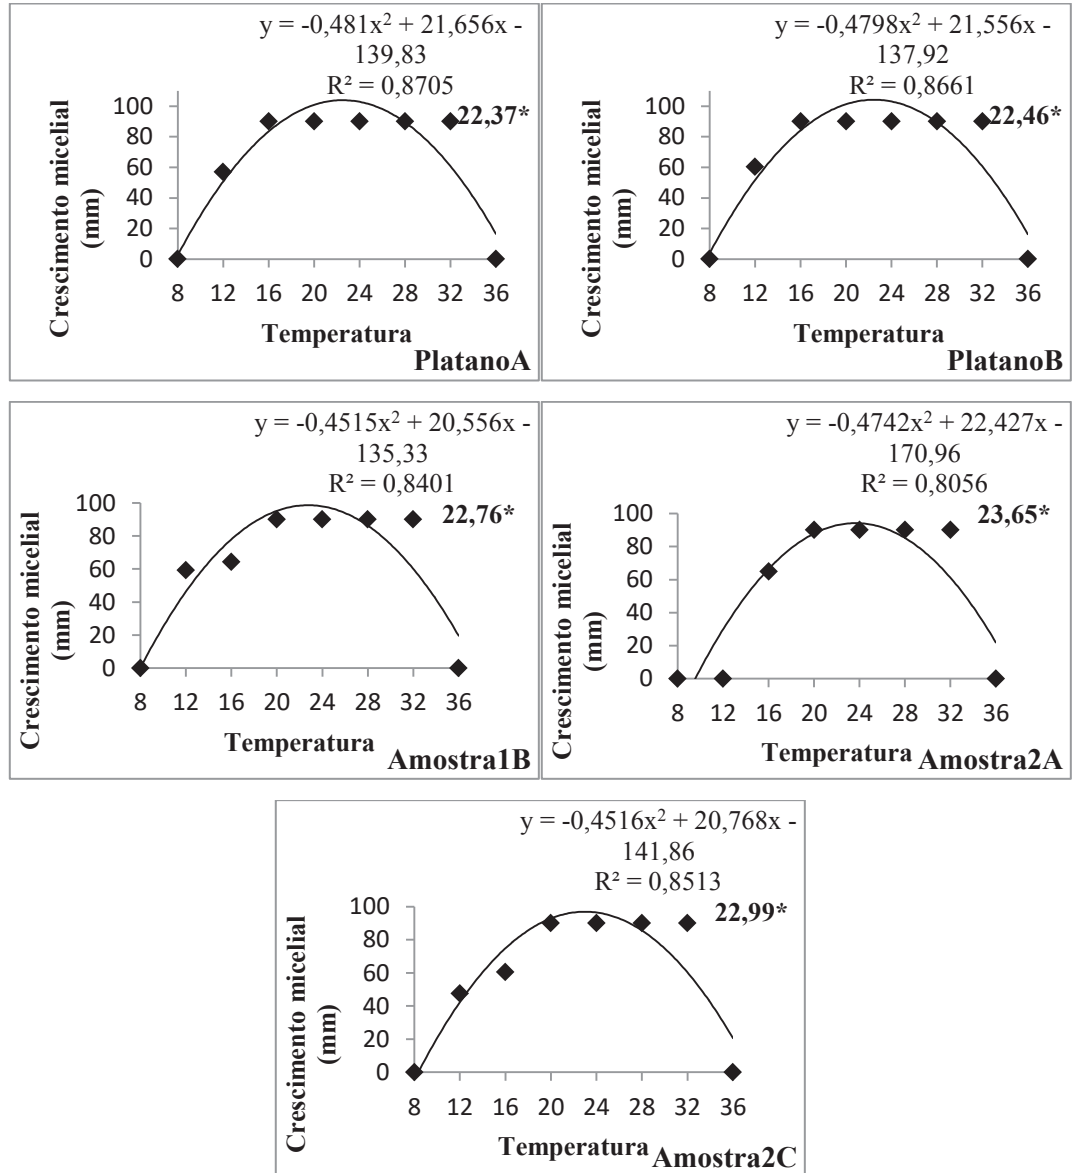 y = -0,481x² + 21,656x -
139,83
R² = 0,8705
22,37*
Crescimento micelial
(mm)
100
80
60
40
20
0
8 12 16 20 24 28 32 36
Temperatura
PlatanoA
y = -0,4798x² + 21,556x -
137,92
R² = 0,8661
22,46*
Crescimento micelial
(mm)
100
80
60
40
20
0
8 12 16 20 24 28 32 36
Temperatura
PlatanoB
y = -0,4515x² + 20,556x -
135,33
R² = 0,8401
22,76*
Crescimento micelial
(mm)
100
80
60
40
20
0
8 12 16 20 24 28 32 36
Temperatura
Amostra1B
y = -0,4742x² + 22,427x -
170,96
R² = 0,8056
23,65*
Crescimento micelial
(mm)
100
80
60
40
20
0
8 12 16 20 24 28 32 36
Temperatura
Amostra2A
y = -0,4516x² + 20,768x -
141,86
R² = 0,8513
22,99*
Crescimento micelial
(mm)
100
80
60
40
20
0
8 12 16 20 24 28 32 36
Temperatura
Amostra2C